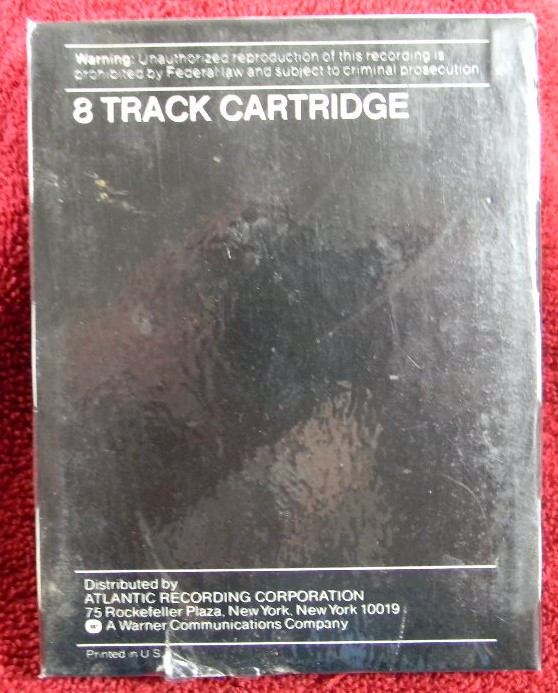 Warning: Unauthorized reproduction of this recording is
prohibited by Federal law and subject to criminal prosecution
8 TRACK CARTRIDGE
Distributed by
ATLANTIC RECORDING CORPORATION
75 Rockefeller Plaza, New York, New York 10019
A Warner Communications Company
Printed in U S